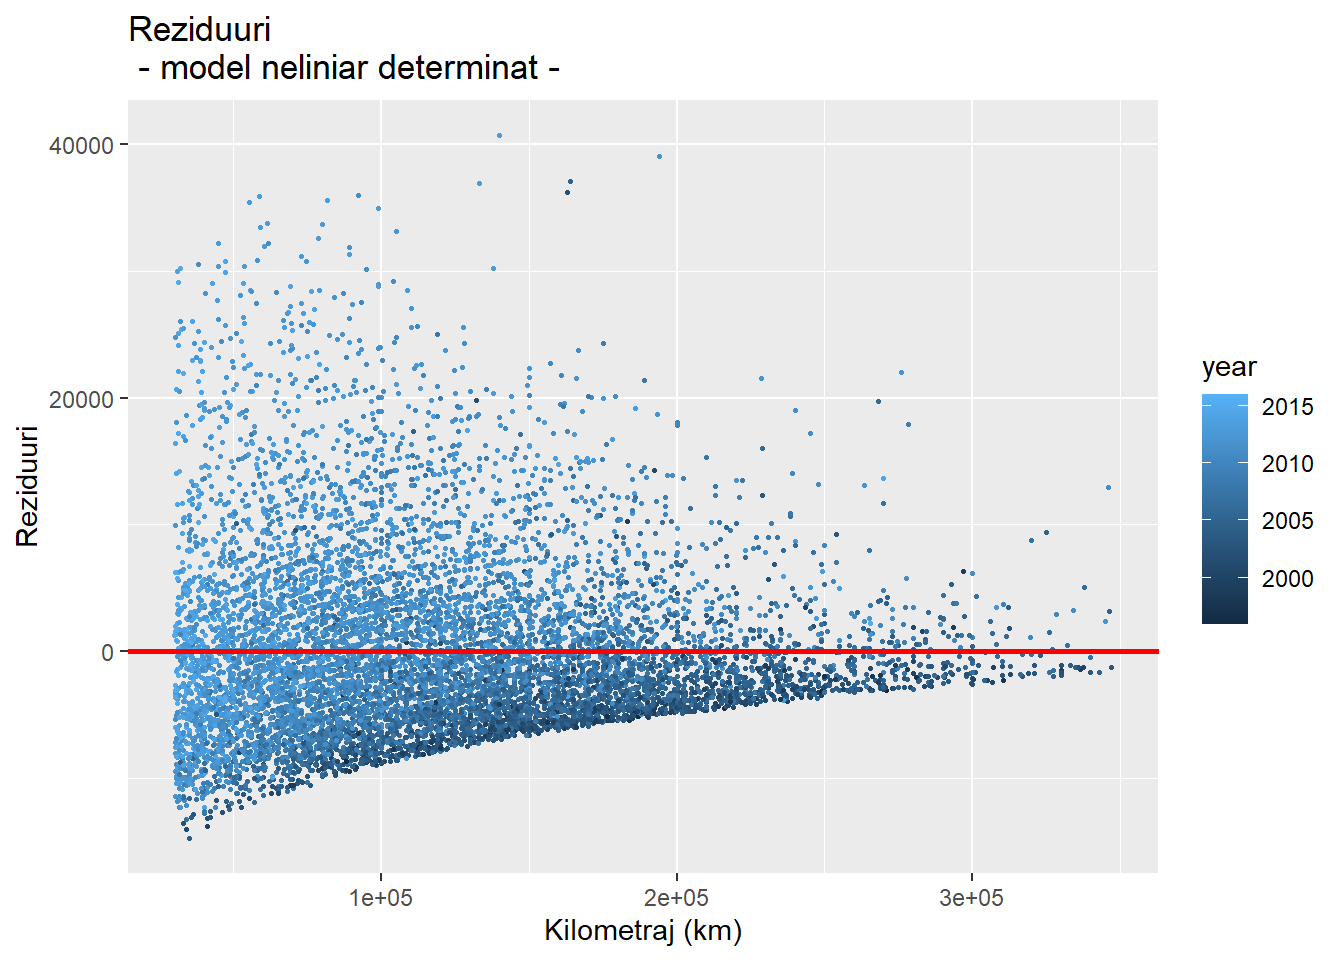 Reziduuri
- model neliniar determinat -
40000
20000
0
Reziduuri
1e+05
2e+05
3e+05
Kilometraj (km)
year
2015
2010
2005
2000